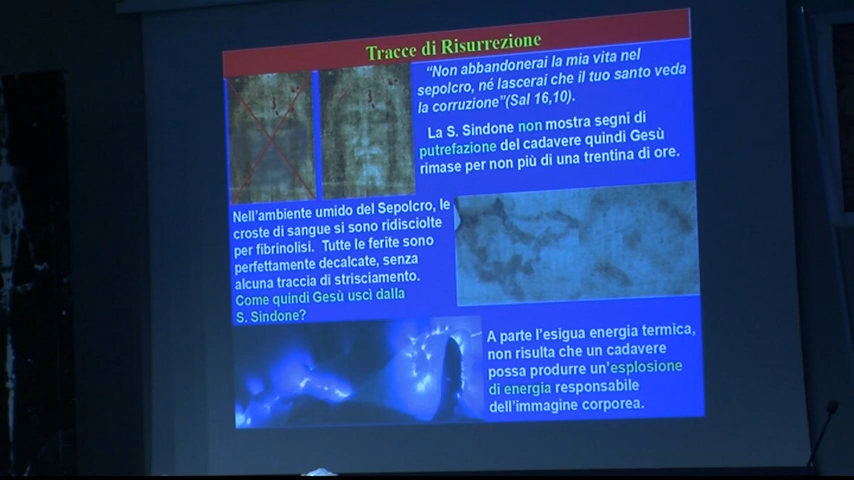 Tracce di Risurrezione
"Non abbandonerai la mia vita nel
sepolcro, né lascerai che il tuo santo veda
la corruzione"(Sal 16,10).
La S. Sindone non mostra segni di
putrefazione del cadavere quindi Gesù
rimase per non più di una trentina di ore.
Nell'ambiente umido del Sepolcro, le
croste di sangue si sono ridisciolte
per fibrinolisi. Tutte le ferite sono
perfettamente decalcate, senza
alcuna traccia di strisciamento.
Come quindi Gesù uscì dalla
S. Sindone?
A parte l'esigua energia termica,
non risulta che un cadavere
possa produrre un'esplosione
di energia responsabile
dell'immagine corporea.